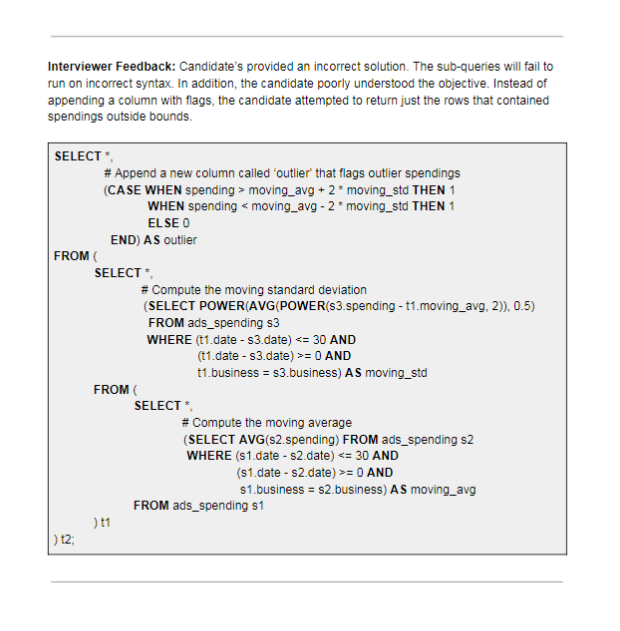 Interviewer Feedback: Candidate's provided an incorrect solution. The sub-queries will fail to
run on incorrect syntax. In addition, the candidate poorly understood the objective. Instead of
appending a column with flags, the candidate attempted to return just the rows that contained
spendings outside bounds.
SELECT *,
# Append a new column called 'outlier' that flags outlier spendings
(CASE WHEN spending > moving_avg + 2 * moving_std THEN 1
WHEN spending < moving_avg - 2 * moving_std THEN 1
ELSE 0
END) AS outlier
FROM (
SELECT *,
# Compute the moving standard deviation
(SELECT POWER(AVG(POWER(s3.spending - t1.moving_avg, 2)), 0.5)
FROM ads_spending s3
WHERE (t1.date - s3.date) <= 30 AND
(t1.date - s3.date) >= 0 AND
t1.business = s3.business) AS moving_std
FROM (
SELECT *,
# Compute the moving average
(SELECT AVG(s2.spending) FROM ads_spending s2
WHERE (s1.date - s2.date) <= 30 AND
(s1.date - s2.date) >= 0 AND
s1.business = s2.business) AS moving_avg
FROM ads_spending s1
) t1
) t2;